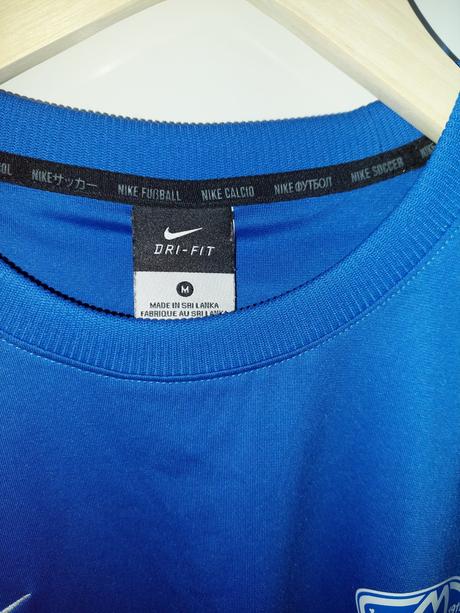 NIKEサッカー NIKE FUßBALL NIKE CALCIO NIKE ФУТБОЛ NIKE SOCCER
DRI-FIT
M
MADE IN SRI LANKA
FABRIQUE AU SRI LANKA